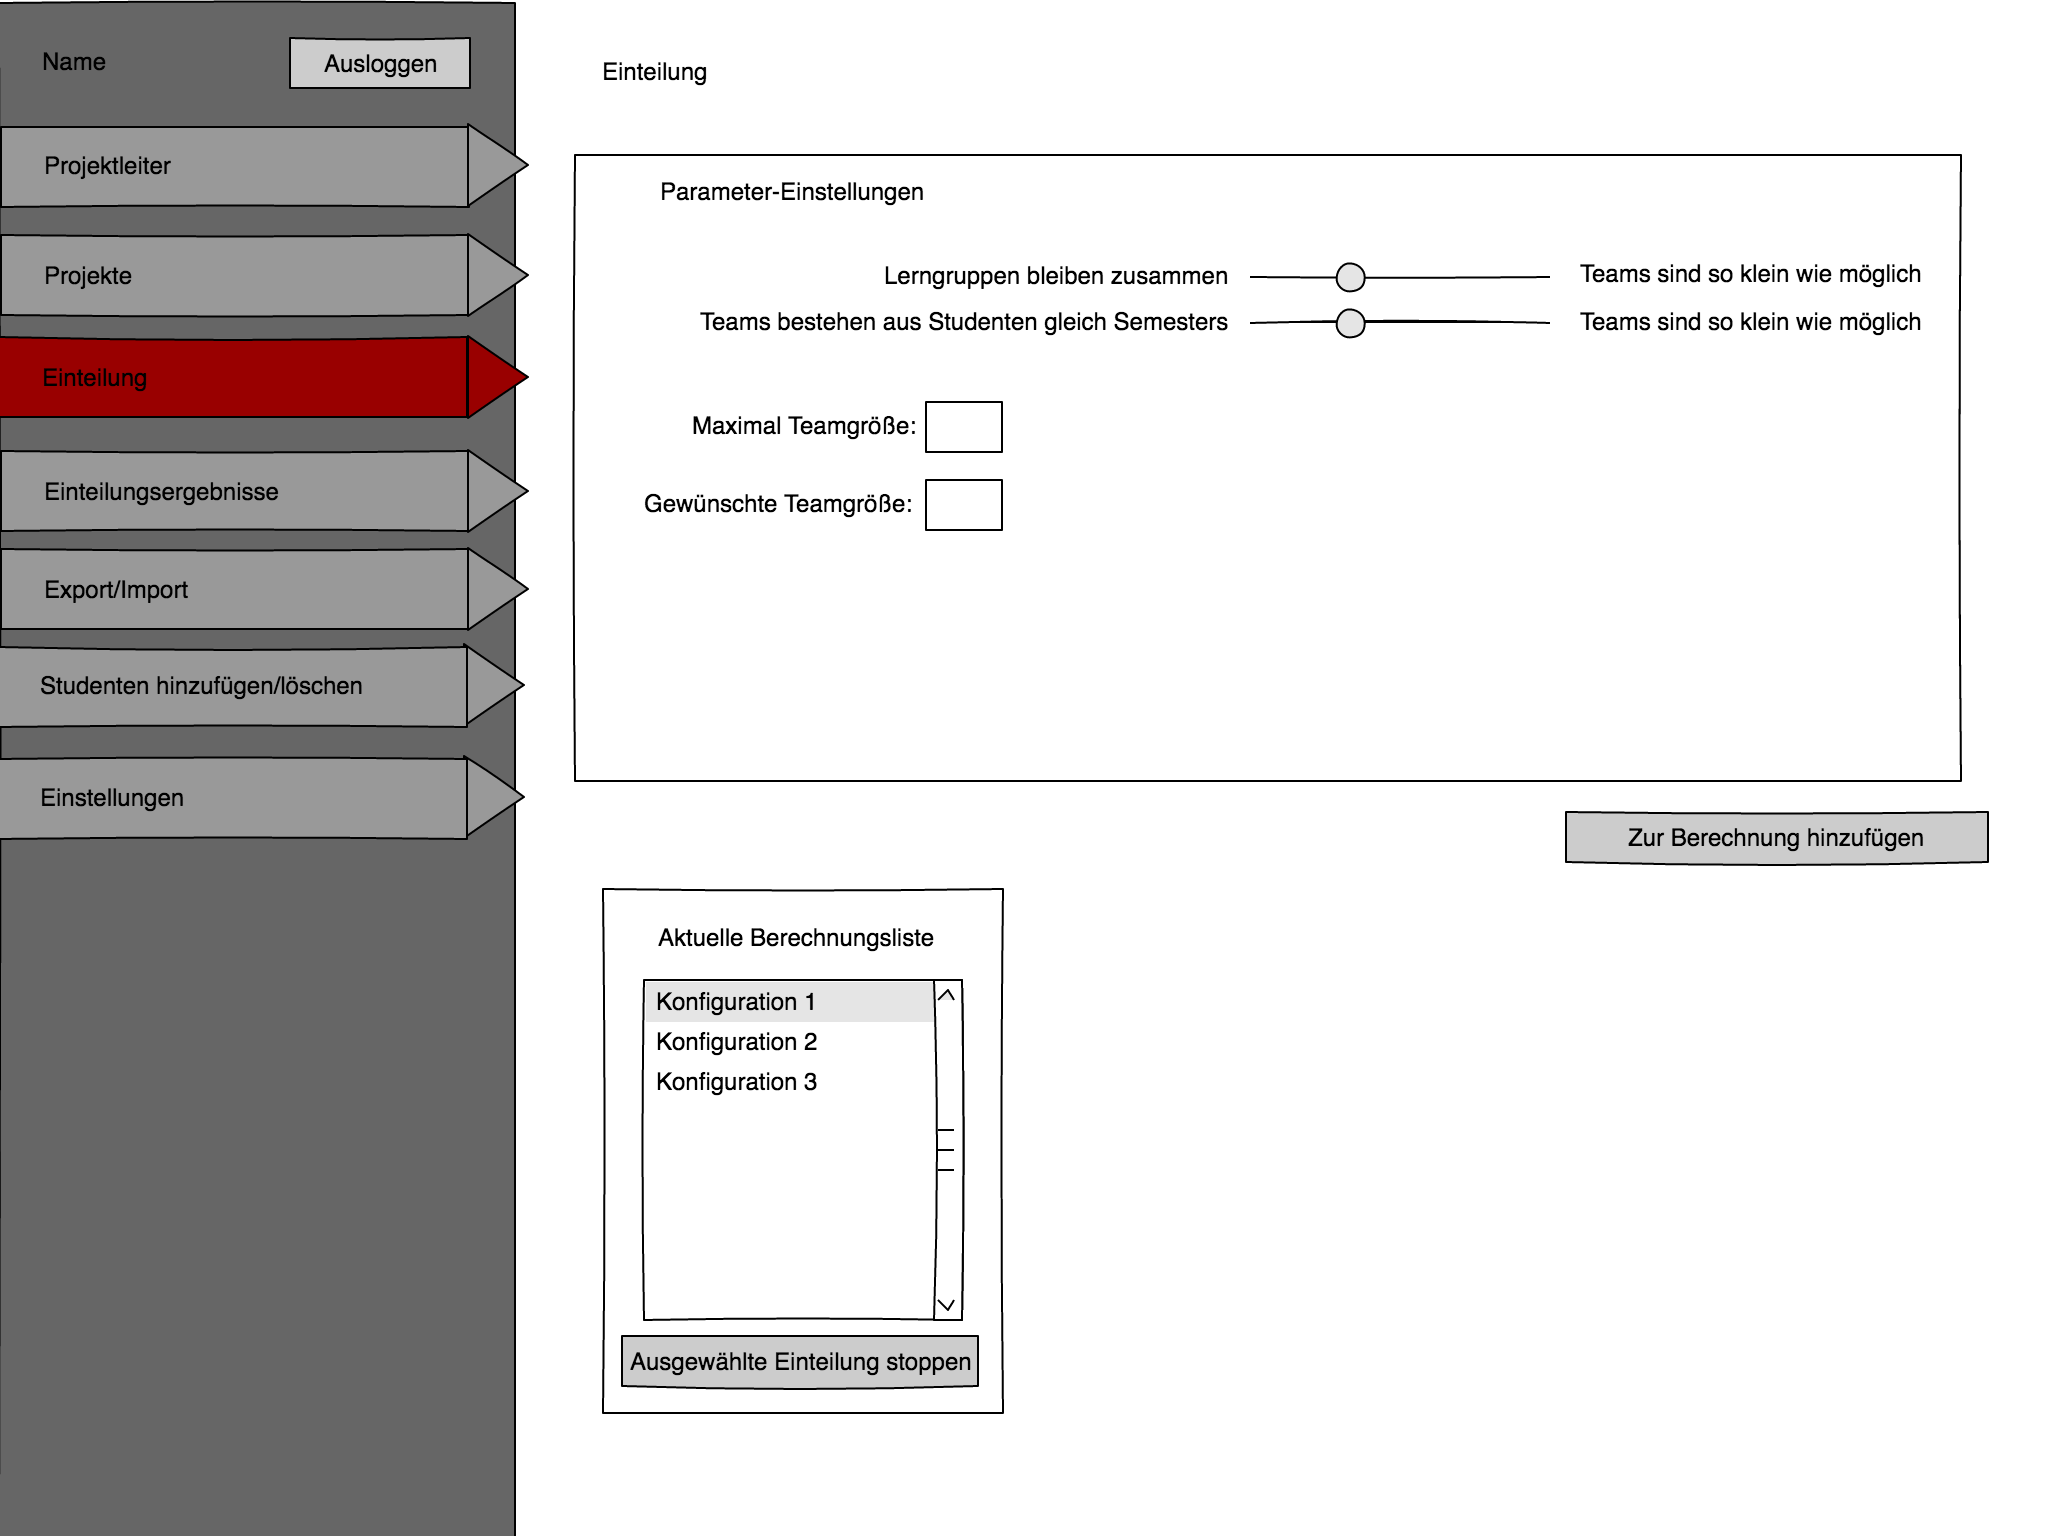 Name
Ausloggen
Projektleiter
Projekte
Einteilung
Einteilungsergebnisse
Export/Import
Studenten hinzufügen/löschen
Einstellungen
Einteilung
Parameter-Einstellungen
Lerngruppen bleiben zusammen
Teams sind so klein wie möglich
Teams bestehen aus Studenten gleich Semesters
Teams sind so klein wie möglich
Maximal Teamgröße:
Gewünschte Teamgröße:
Zur Berechnung hinzufügen
Aktuelle Berechnungsliste
Konfiguration 1
Konfiguration 2
Konfiguration 3
Ausgewählte Einteilung stoppen